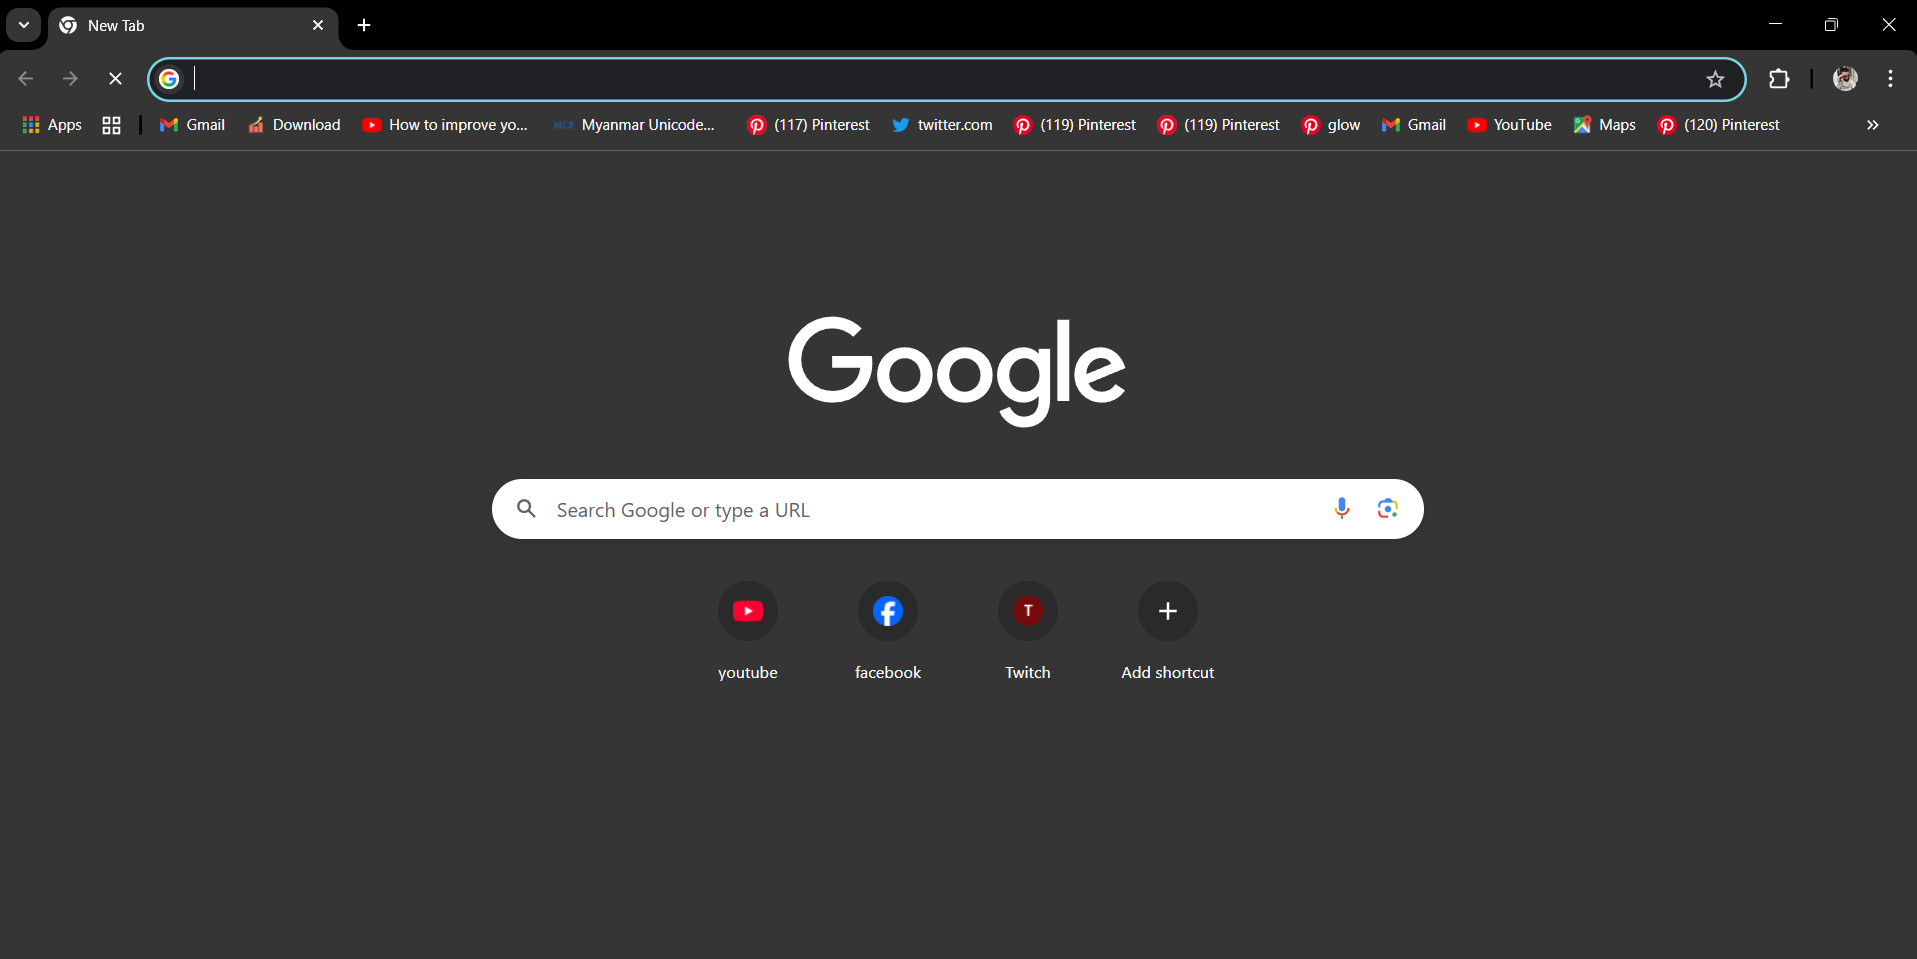 New Tab
Apps Gmail Download How to improve yo... MCF Myanmar Unicode... (117) Pinterest twitter.com (119) Pinterest (119) Pinterest glow Gmail YouTube Maps (120) Pinterest
Google
Search Google or type a URL
T
youtube facebook Twitch Add shortcut